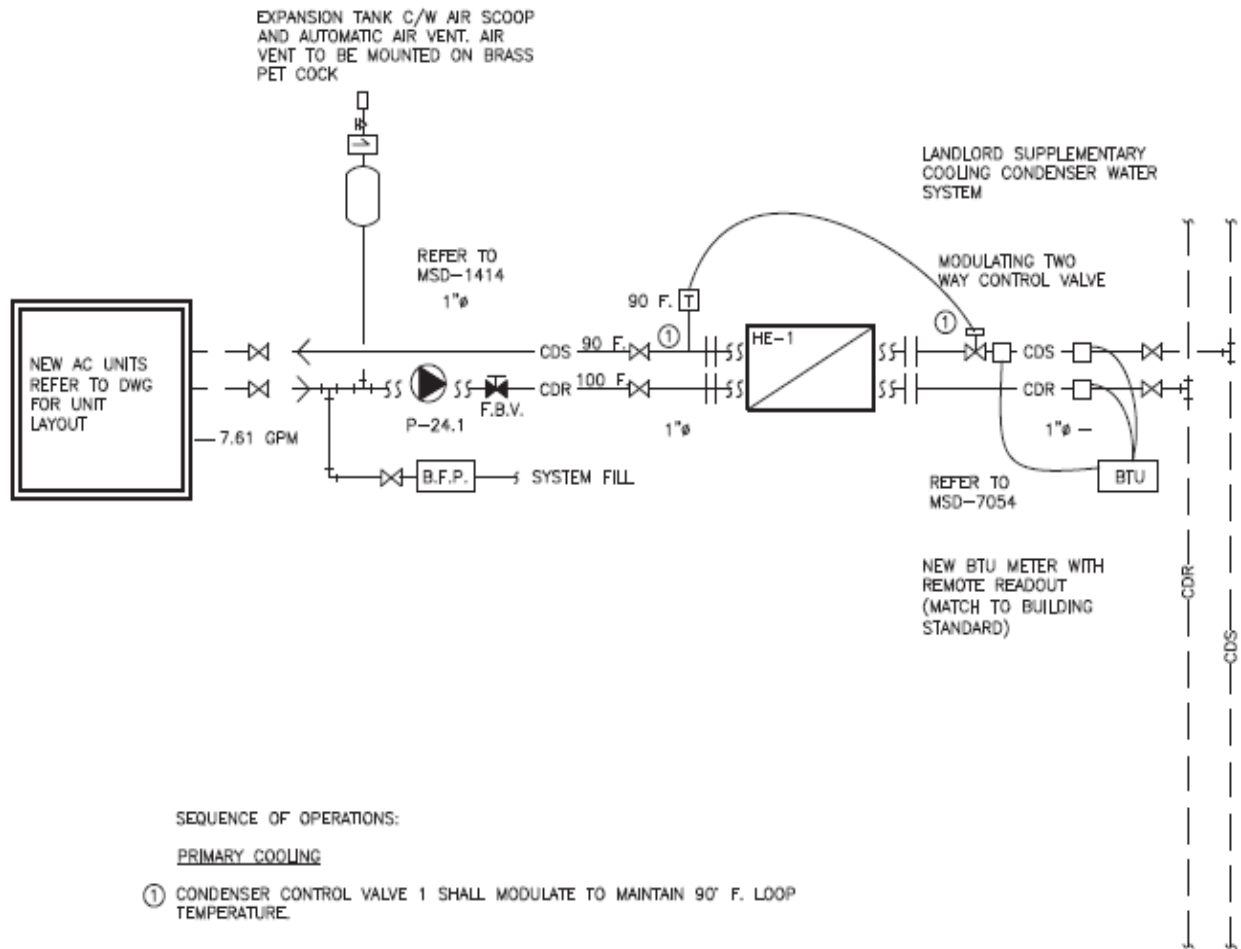 EXPANSION TANK C/W AIR SCOOP
AND AUTOMATIC AIR VENT. AIR
VENT TO BE MOUNTED ON BRASS
PET COCK
LANDLORD SUPPLEMENTARY
COOLING CONDENSER WATER
SYSTEM
REFER TO
MSD-1414
1"ø
MODULATING TWO
WAY CONTROL VALVE
90 F. T
1
1
NEW AC UNITS
REFER TO DWG
FOR UNIT
LAYOUT
CDS 90 F.
HE-1
CDS
CDR 100 F.
CDR
F.B.V.
P-24.1
7.61 GPM
1"ø
1"ø
B.F.P.
SYSTEM FILL
BTU
REFER TO
MSD-7054
NEW BTU METER WITH
REMOTE READOUT
(MATCH TO BUILDING
STANDARD)
CDR
CDS
SEQUENCE OF OPERATIONS:
PRIMARY COOLING
1 CONDENSER CONTROL VALVE 1 SHALL MODULATE TO MAINTAIN 90° F. LOOP
TEMPERATURE.